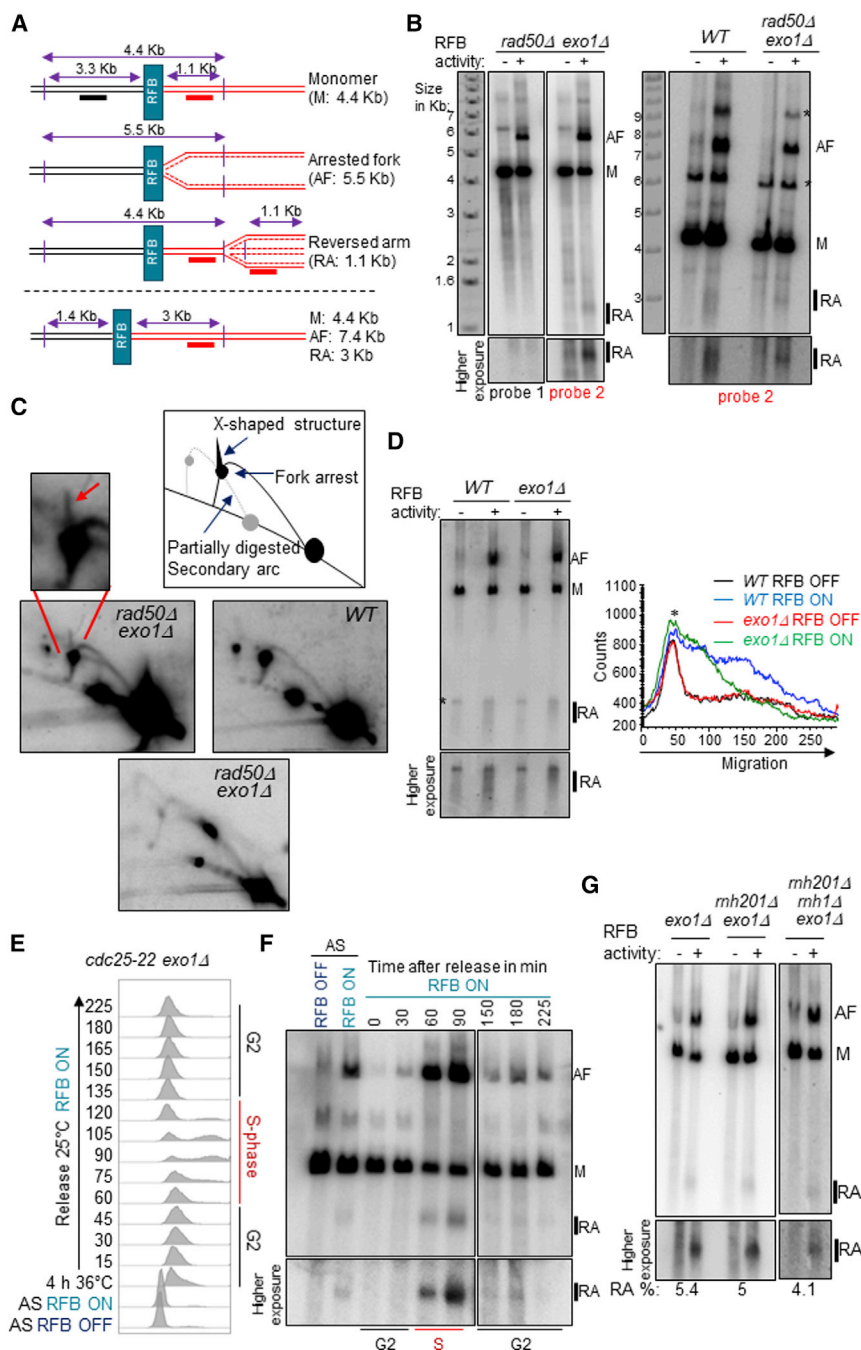 A
4.4 Kb
3.3 Kb
1.1 Kb
RFB
Monomer
(M: 4.4 Kb)
5.5 Kb
RFB
Arrested fork
(AF: 5.5 Kb)
4.4 Kb
1.1 Kb
RFB
Reversed arm
(RA: 1.1 Kb)
1.4 Kb
3 Kb
RFB
M: 4.4 Kb
AF: 7.4 Kb
RA: 3 Kb
B
RFB
activity:
rad50Δ exo1Δ
- + - +
Size
in Kb:
7
6
5
4
3
2
1.6
1
AF
M
RA
Higher
exposure
RA
probe 1
probe 2
WT
rad50Δ
exo1Δ
- + - +
9
8
7
6
5
4
3
*
AF
*
M
RA
RA
probe 2
C
X-shaped structure
Fork arrest
Partially digested
Secondary arc
rad50Δ
exo1Δ
WT
rad50Δ
exo1Δ
D
RFB
activity:
WT
exo1Δ
- + - +
AF
M
*
RA
Higher
exposure
RA
1100
1000
900
800
700
600
500
400
300
200
Counts
*
WT RFB OFF
WT RFB ON
exo1Δ RFB OFF
exo1Δ RFB ON
0 50 100 150 200 250
Migration
E
cdc25-22 exo1Δ
Release 25°C RFB ON
225
180
165
150
135
120
105
90
75
60
45
30
15
4 h 36°C
AS RFB ON
AS RFB OFF
G2
S-phase
G2
F
AS
RFB OFF
RFB ON
Time after release in min
RFB ON
0
30
60
90
150
180
225
AF
M
RA
Higher
exposure
RA
G2
S
G2
G
RFB
activity:
exo1Δ
rnh201Δ
exo1Δ
rnh201Δ
rnh1Δ
exo1Δ
- + - + - +
AF
M
RA
Higher
exposure
RA
RA %:
5.4
5
4.1